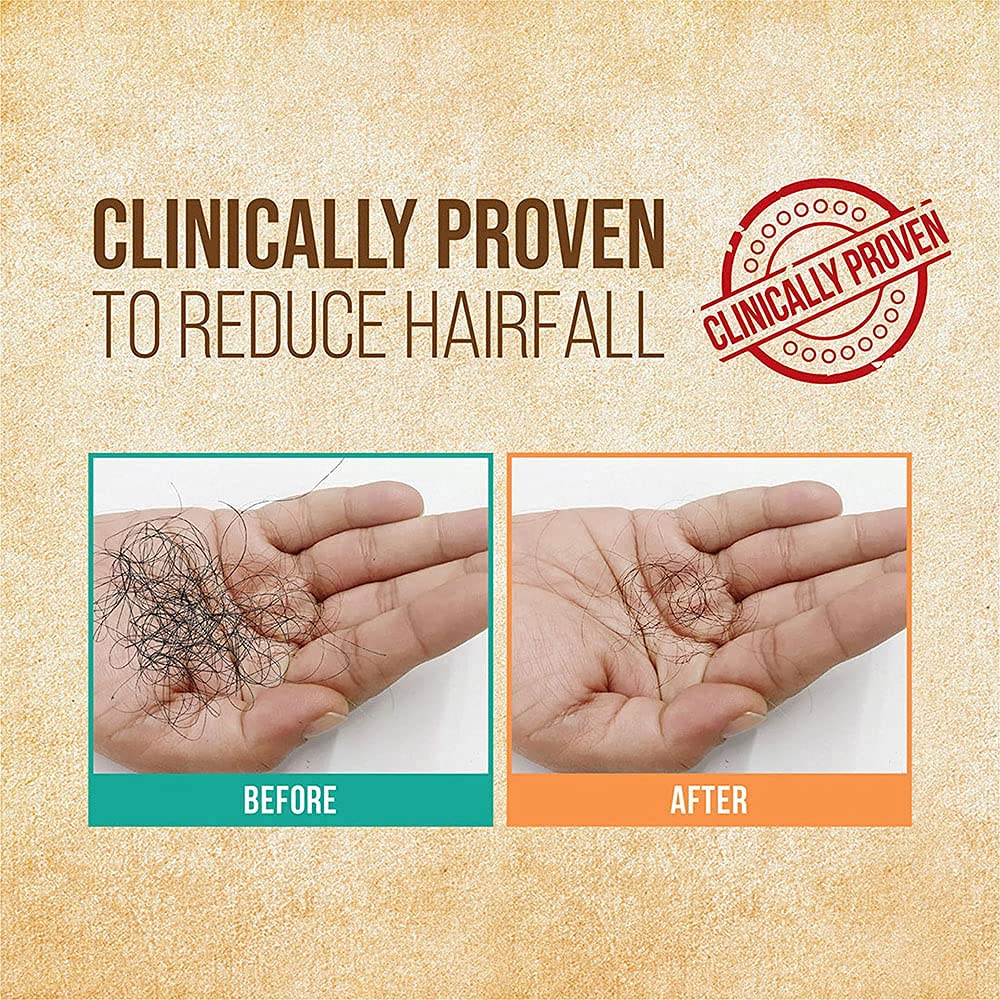 CLINICALLY PROVEN
TO REDUCE HAIRFALL
CLINICALLY PROVEN
BEFORE
AFTER